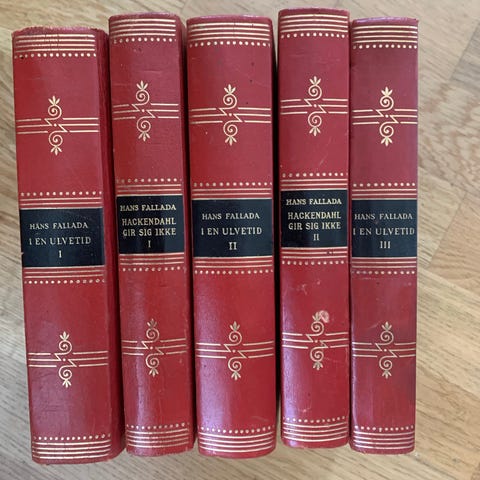 HANS FALLADA
I EN ULVETID
I
HANS FALLADA
HACKENDAHL
GIR SIG IKKE
I
HANS FALLADA
I EN ULVETID
II
HANS FALLADA
HACKENDAHL
GIR SIG IKKE
II
HANS FALLADA
I EN ULVETID
III